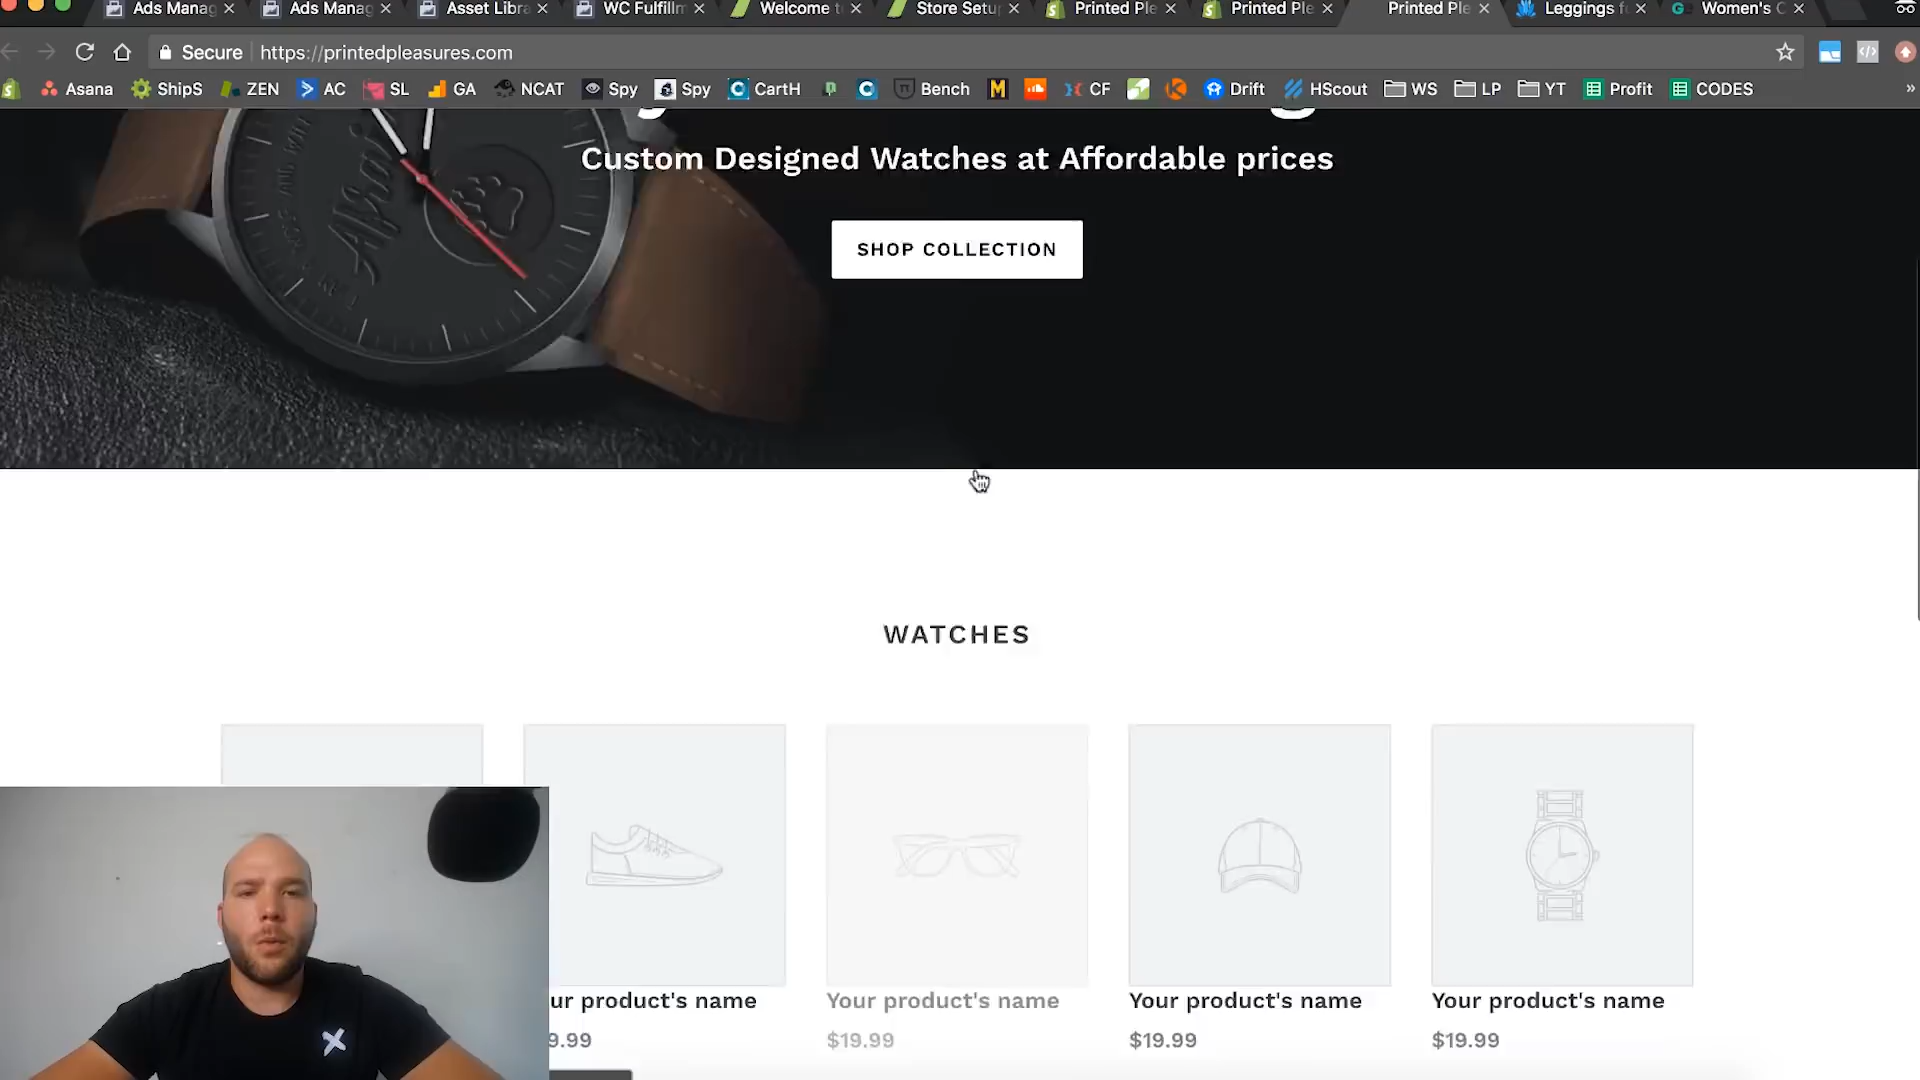 Ads Manag
Ads Manag
Asset Libra
WC Fulfillm
Welcome t
Store Setu
Printed Ple
Printed Ple
Printed Ple
Leggings f
Women's C
Secure https://printedpleasures.com
Asana ShipS ZEN AC SL GA NCAT Spy Spy CartH Bench M CF Drift HScout WS LP YT Profit CODES »
Custom Designed Watches at Affordable prices
SHOP COLLECTION
WATCHES
ur product's name
9.99
Your product's name
$19.99
Your product's name
$19.99
Your product's name
$19.99